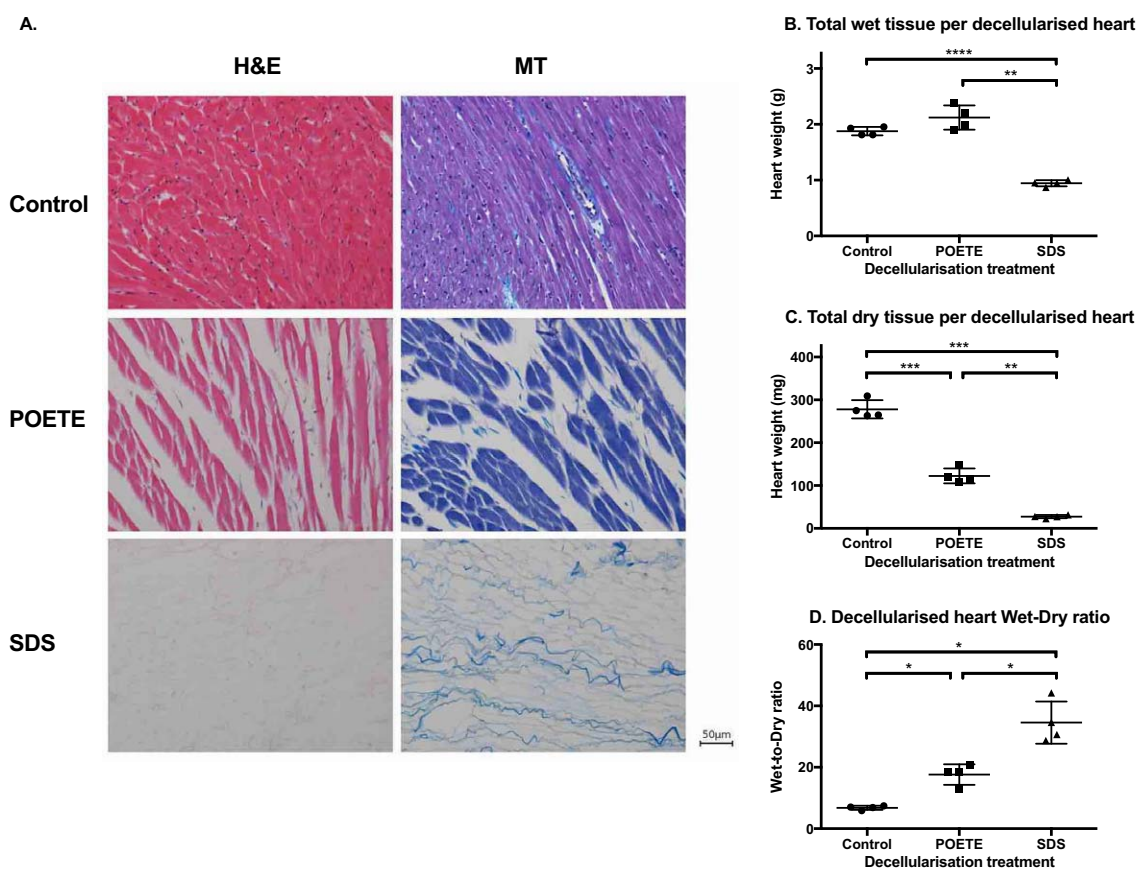 A.
H&E
MT
Control
POETE
SDS
50μm
B. Total wet tissue per decellularised heart
****
**
Heart weight (g)
3
2
1
0
Control POETE SDS
Decellularisation treatment
C. Total dry tissue per decellularised heart
***
*** **
Heart weight (mg)
400
300
200
100
0
Control POETE SDS
Decellularisation treatment
D. Decellularised heart Wet-Dry ratio
*
* *
Wet-to-Dry ratio
60
40
20
0
Control POETE SDS
Decellularisation treatment